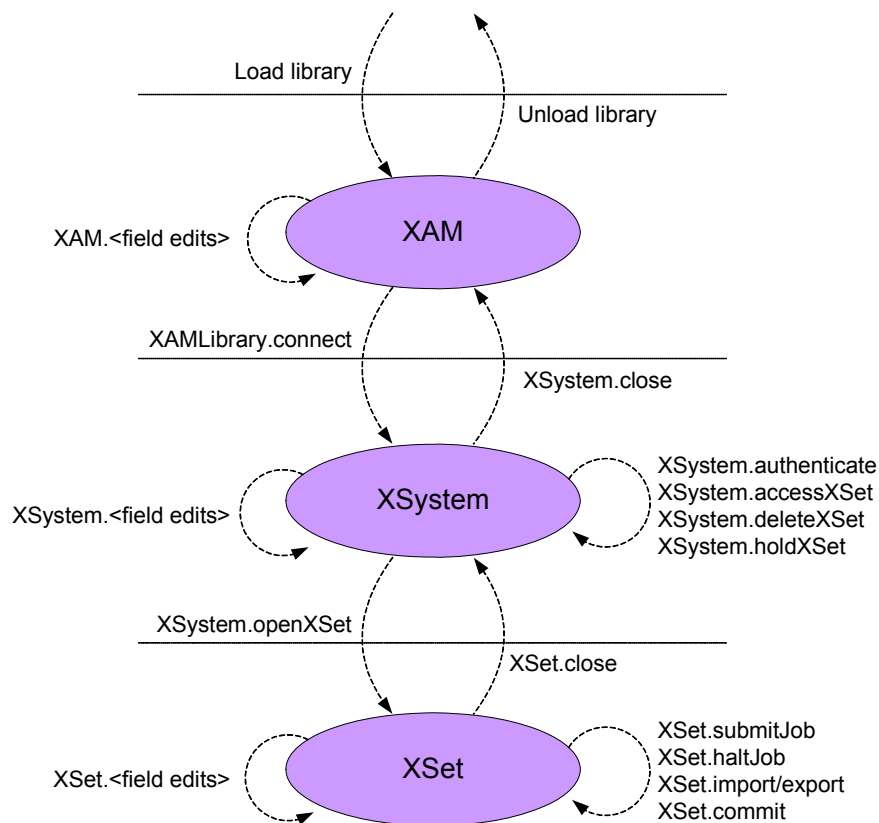 Load library
Unload library
XAM
XAM.<field edits>
XAMLibrary.connect
XSystem.close
XSystem
XSystem.<field edits>
XSystem.authenticate
XSystem.accessXSet
XSystem.deleteXSet
XSystem.holdXSet
XSystem.openXSet
XSet.close
XSet
XSet.<field edits>
XSet.submitJob
XSet.haltJob
XSet.import/export
XSet.commit